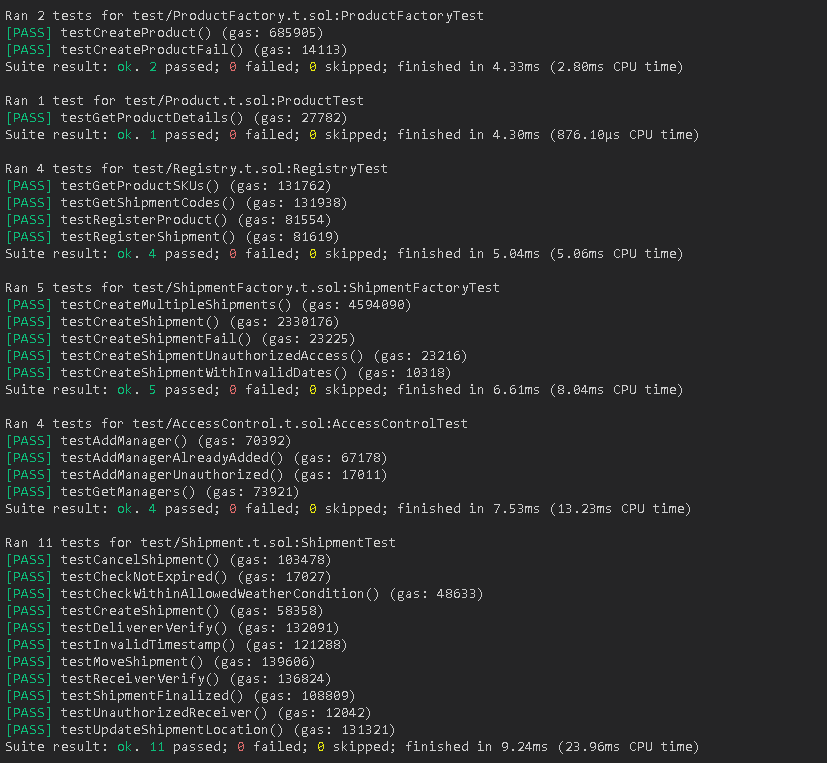 Ran 2 tests for test/ProductFactory.t.sol:ProductFactoryTest
[PASS] testCreateProduct() (gas: 685905)
[PASS] testCreateProductFail() (gas: 14113)
Suite result: ok. 2 passed; 0 failed; 0 skipped; finished in 4.33ms (2.80ms CPU time)
Ran 1 test for test/Product.t.sol:ProductTest
[PASS] testGetProductDetails() (gas: 27782)
Suite result: ok. 1 passed; 0 failed; 0 skipped; finished in 4.30ms (876.10µs CPU time)
Ran 4 tests for test/Registry.t.sol:RegistryTest
[PASS] testGetProductSKUs() (gas: 131762)
[PASS] testGetShipmentCodes() (gas: 131938)
[PASS] testRegisterProduct() (gas: 81554)
[PASS] testRegisterShipment() (gas: 81619)
Suite result: ok. 4 passed; 0 failed; 0 skipped; finished in 5.04ms (5.06ms CPU time)
Ran 5 tests for test/ShipmentFactory.t.sol:ShipmentFactoryTest
[PASS] testCreateMultipleShipments() (gas: 4594090)
[PASS] testCreateShipment() (gas: 2330176)
[PASS] testCreateShipmentFail() (gas: 23225)
[PASS] testCreateShipmentUnauthorizedAccess() (gas: 23216)
[PASS] testCreateShipmentWithInvalidDates() (gas: 10318)
Suite result: ok. 5 passed; 0 failed; 0 skipped; finished in 6.61ms (8.04ms CPU time)
Ran 4 tests for test/AccessControl.t.sol:AccessControlTest
[PASS] testAddManager() (gas: 70392)
[PASS] testAddManagerAlreadyAdded() (gas: 67178)
[PASS] testAddManagerUnauthorized() (gas: 17011)
[PASS] testGetManagers() (gas: 73921)
Suite result: ok. 4 passed; 0 failed; 0 skipped; finished in 7.53ms (13.23ms CPU time)
Ran 11 tests for test/Shipment.t.sol:ShipmentTest
[PASS] testCancelShipment() (gas: 103478)
[PASS] testCheckNotExpired() (gas: 17027)
[PASS] testCheckWithinAllowedWeatherCondition() (gas: 48633)
[PASS] testCreateShipment() (gas: 58358)
[PASS] testDelivererVerify() (gas: 132091)
[PASS] testInvalidTimestamp() (gas: 121288)
[PASS] testMoveShipment() (gas: 139606)
[PASS] testReceiverVerify() (gas: 136824)
[PASS] testShipmentFinalized() (gas: 108809)
[PASS] testUnauthorizedReceiver() (gas: 12042)
[PASS] testUpdateShipmentLocation() (gas: 131321)
Suite result: ok. 11 passed; 0 failed; 0 skipped; finished in 9.24ms (23.96ms CPU time)